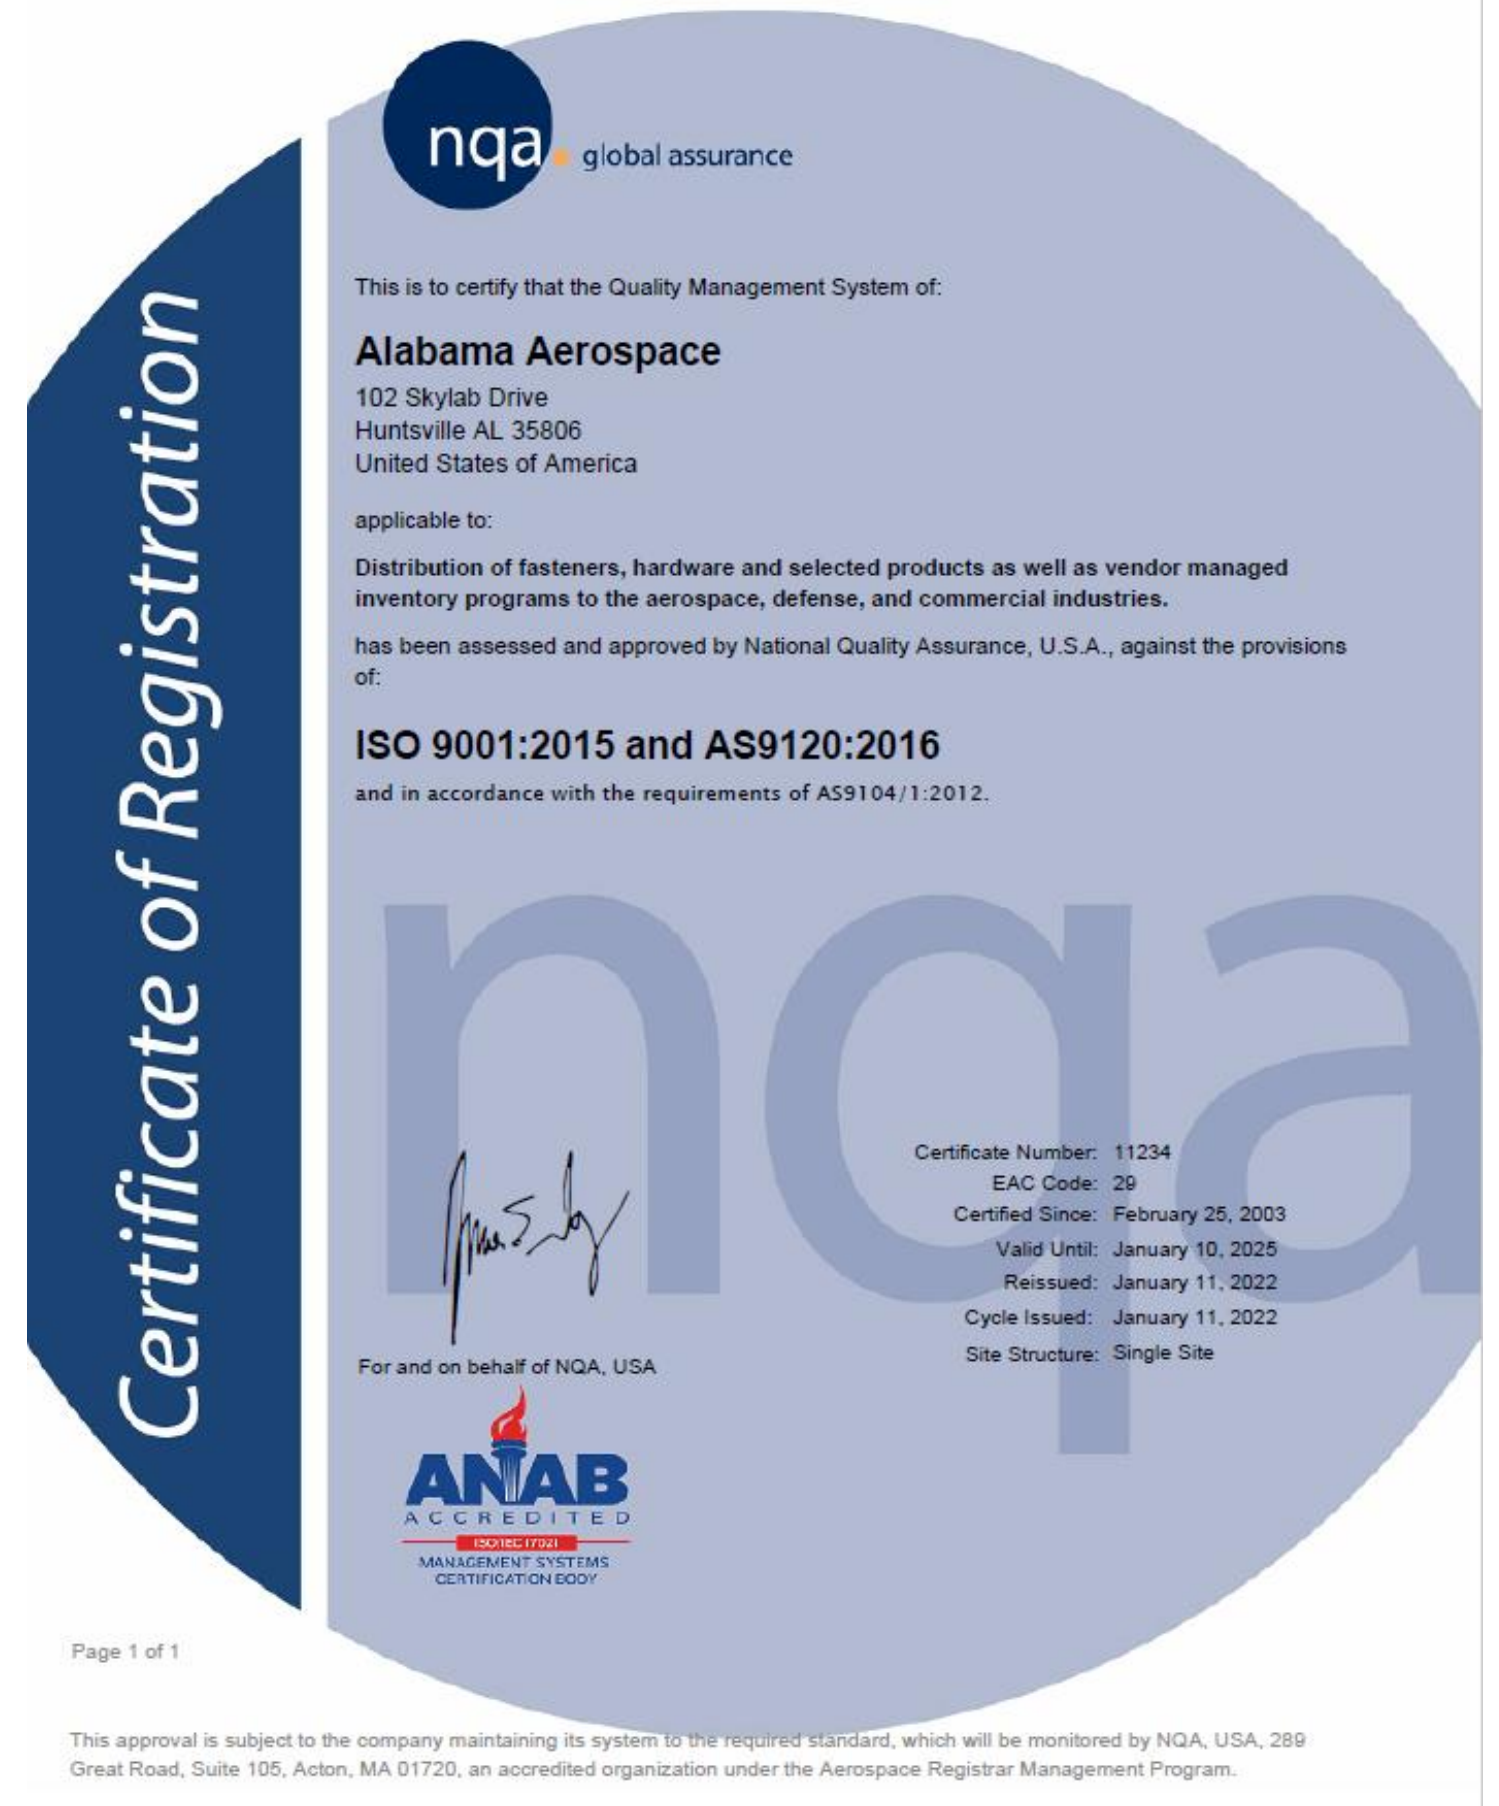 nqa.
global assurance
Certificate of Registration
This is to certify that the Quality Management System of:
Alabama Aerospace
102 Skylab Drive
Huntsville AL 35806
United States of America
applicable to:
Distribution of fasteners, hardware and selected products as well as vendor managed
inventory programs to the aerospace, defense, and commercial industries.
has been assessed and approved by National Quality Assurance, U.S.A., against the provisions
of:
ISO 9001:2015 and AS9120:2016
and in accordance with the requirements of AS9104/1:2012.
nqa
Certificate Number: 11234
EAC Code: 29
Certified Since: February 25, 2003
Valid Until: January 10, 2025
Reissued: January 11, 2022
Cycle Issued: January 11, 2022
Site Structure: Single Site
For and on behalf of NQA, USA
ANAB
ACCREDITED
ISO/IEC 17021
MANAGEMENT SYSTEMS
CERTIFICATION BODY
Page 1 of 1
This approval is subject to the company maintaining its system to the required standard, which will be monitored by NQA, USA, 289
Great Road, Suite 105, Acton, MA 01720, an accredited organization under the Aerospace Registrar Management Program.